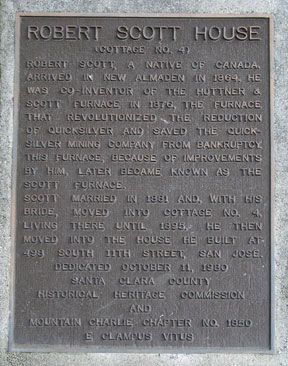 ROBERT SCOTT HOUSE
(COTTAGE NO. 4)
ROBERT SCOTT, A NATIVE OF CANADA,
ARRIVED IN NEW ALMADEN IN 1864. HE
WAS CO-INVENTOR OF THE HUTTNER &
SCOTT FURNACE IN 1872, THE FURNACE
THAT REVOLUTIONIZED THE REDUCTION
OF QUICKSILVER AND SAVED THE QUICK-
SILVER MINING COMPANY FROM BANKRUPTCY.
THIS FURNACE, BECAUSE OF IMPROVEMENTS
BY HIM, LATER BECAME KNOWN AS THE
SCOTT FURNACE.
SCOTT MARRIED IN 1881 AND, WITH HIS
BRIDE, MOVED INTO COTTAGE NO. 4,
LIVING THERE UNTIL 1885. HE THEN
MOVED INTO THE HOUSE HE BUILT AT
498 SOUTH 11TH STREET, SAN JOSE.
DEDICATED OCTOBER 11, 1980
SANTA CLARA COUNTY
HISTORICAL HERITAGE COMMISSION
AND
MOUNTAIN CHARLIE CHAPTER NO. 1850
E CLAMPUS VITUS